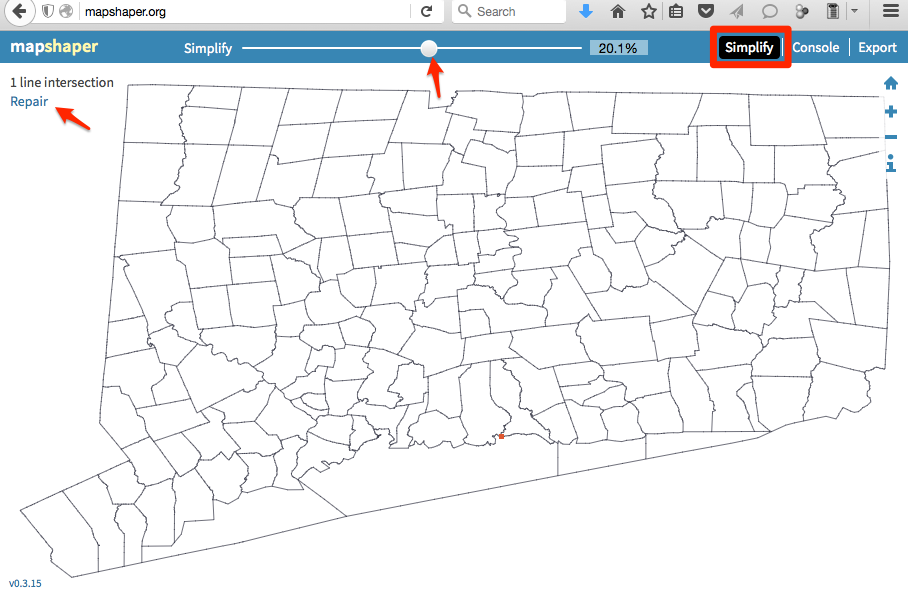 mapshaper.org
Search
mapshaper
Simplify
20.1%
Simplify
Console
Export
1 line intersection
Repair
v0.3.15